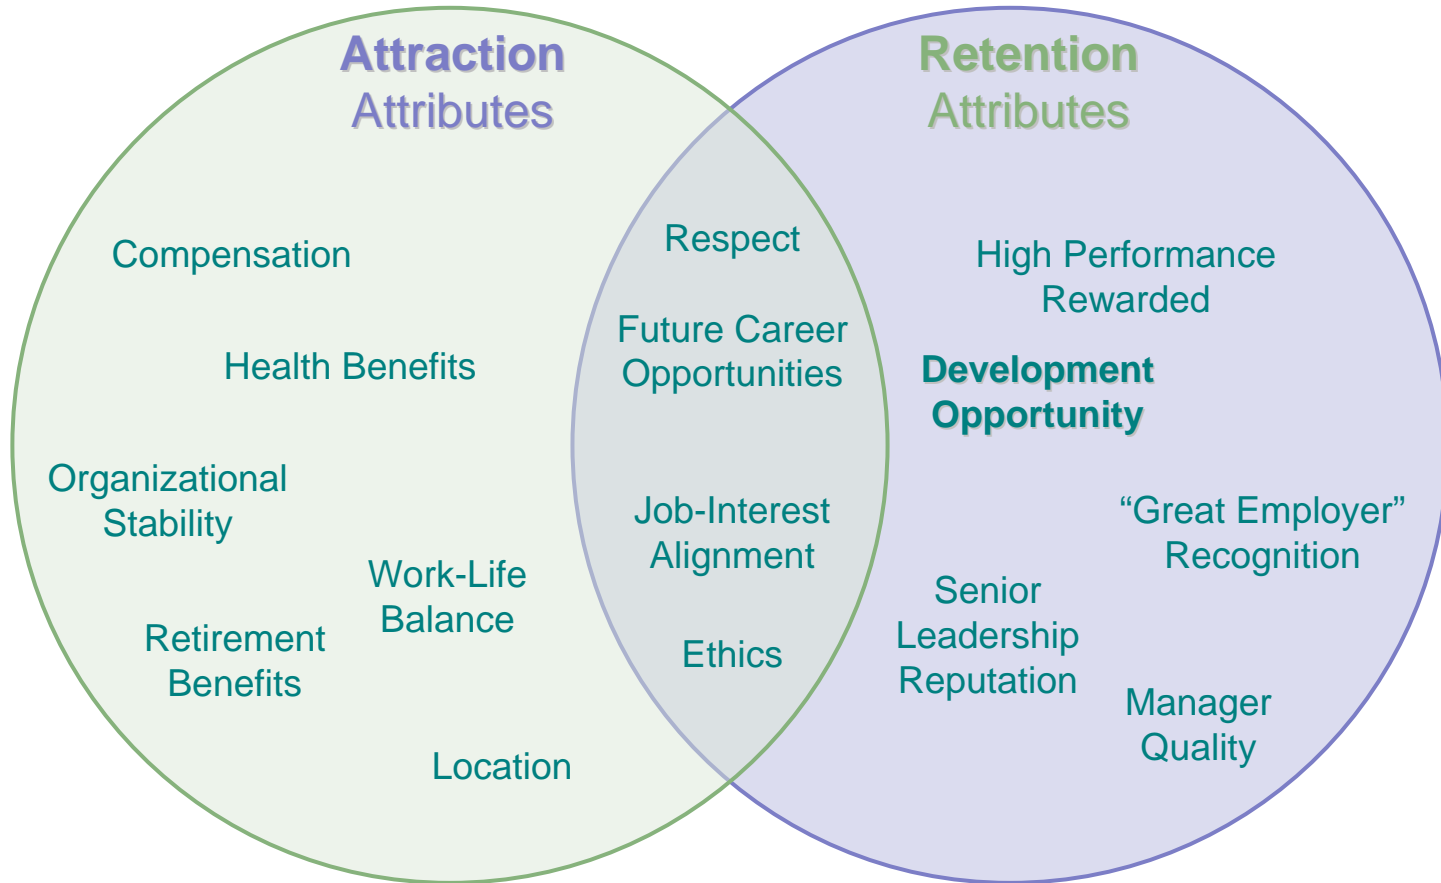 Attraction
Attributes
Compensation
Health Benefits
Organizational
Stability
Work-Life
Balance
Retirement
Benefits
Location
Respect
Future Career
Opportunities
Job-Interest
Alignment
Ethics
Retention
Attributes
High Performance
Rewarded
Development
Opportunity
“Great Employer”
Recognition
Senior
Leadership
Reputation
Manager
Quality